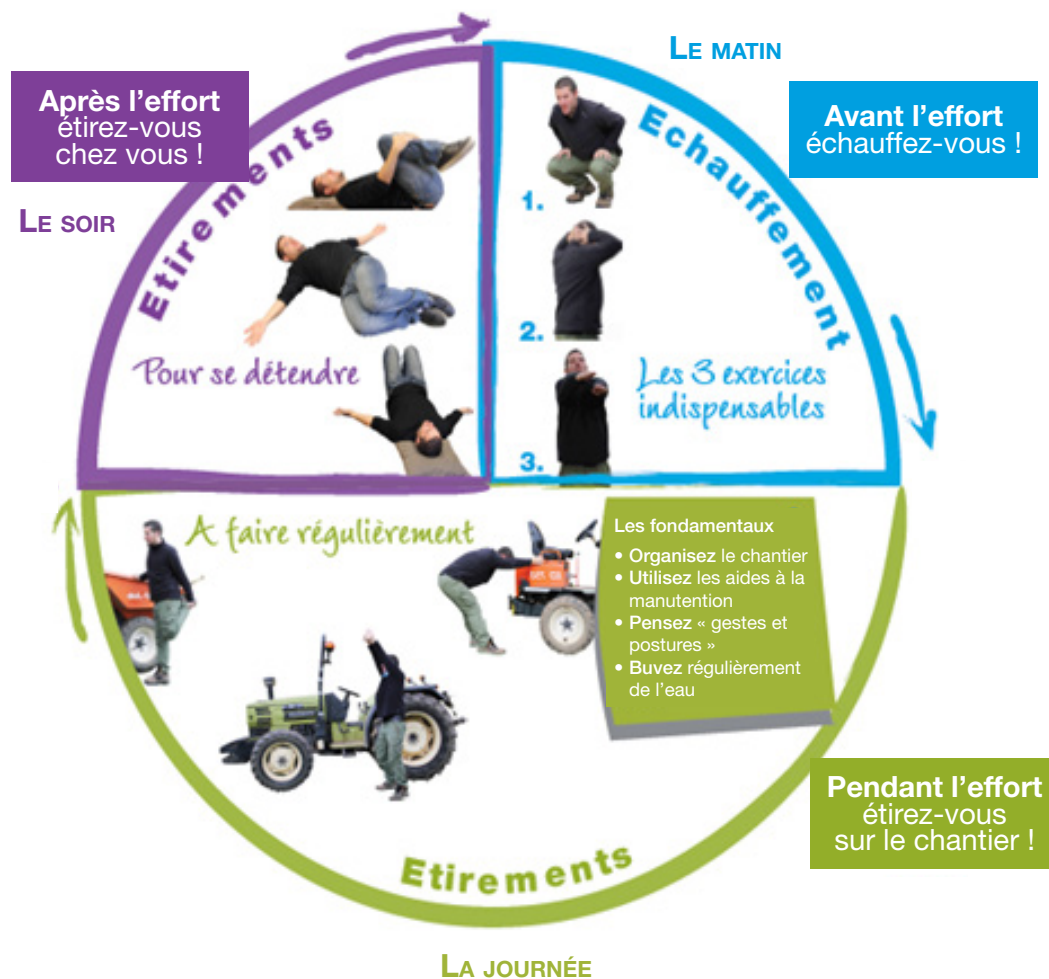 LE MATIN
Avant l'effort
échauffez-vous !
Echauffement
1.
2.
3.
Les 3 exercices
indispensables
Après l'effort
étirez-vous
chez vous !
LE SOIR
Etirements
Pour se détendre
A faire régulièrement
Les fondamentaux
• Organisez le chantier
• Utilisez les aides à la
manutention
• Pensez « gestes et
postures »
• Buvez régulièrement
de l'eau
Pendant l'effort
étirez-vous
sur le chantier !
Etirements
LA JOURNÉE